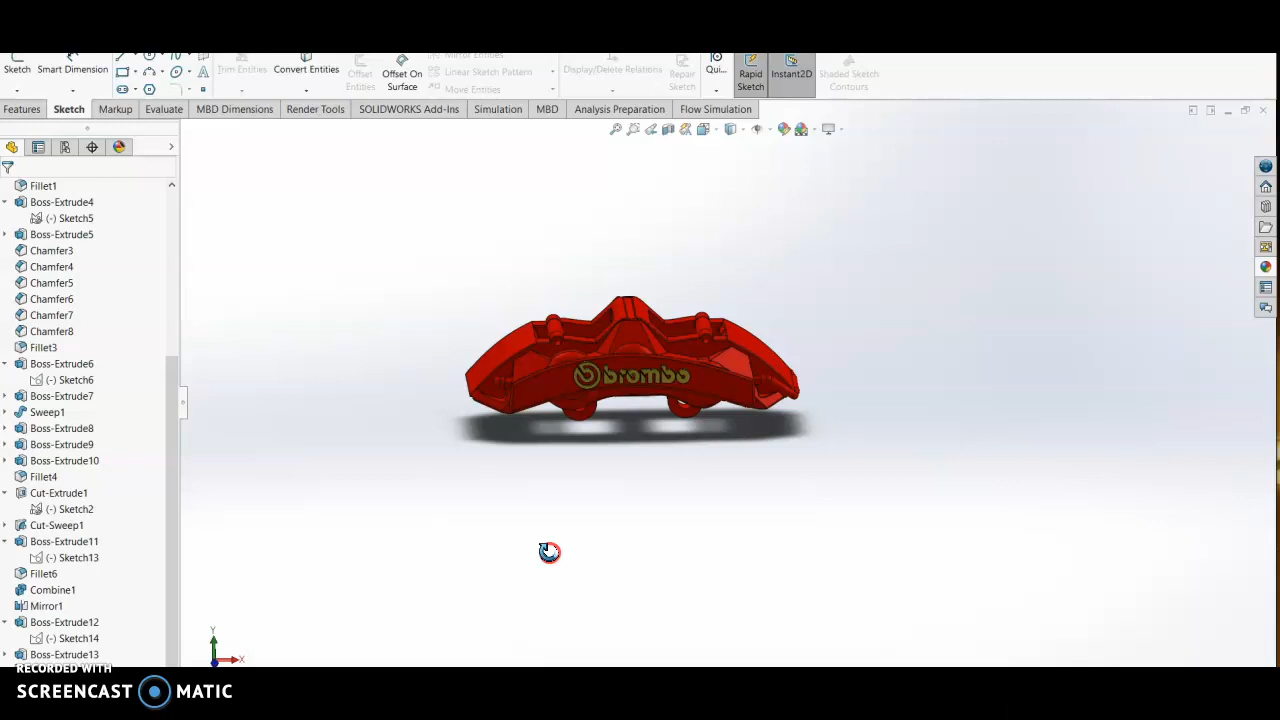 Mirror Entities
Sketch Smart Dimension Trim Entities Convert Entities Offset Entities Offset On Surface Linear Sketch Pattern Display/Delete Relations Repair Sketch Qui... Rapid Sketch Instant2D Shaded Sketch Contours
Move Entities
Features Sketch Markup Evaluate MBD Dimensions Render Tools SOLIDWORKS Add-Ins Simulation MBD Analysis Preparation Flow Simulation
Fillet1
Boss-Extrude4
(-) Sketch5
Boss-Extrude5
Chamfer3
Chamfer4
Chamfer5
Chamfer6
Chamfer7
Chamfer8
Fillet3
Boss-Extrude6
(-) Sketch6
Boss-Extrude7
Sweep1
Boss-Extrude8
Boss-Extrude9
Boss-Extrude10
Fillet4
Cut-Extrude1
(-) Sketch2
Cut-Sweep1
Boss-Extrude11
(-) Sketch13
Fillet6
Combine1
Mirror1
Boss-Extrude12
(-) Sketch14
Boss-Extrude13
brembo
Y
X
RECORDED WITH
SCREENCAST MATIC